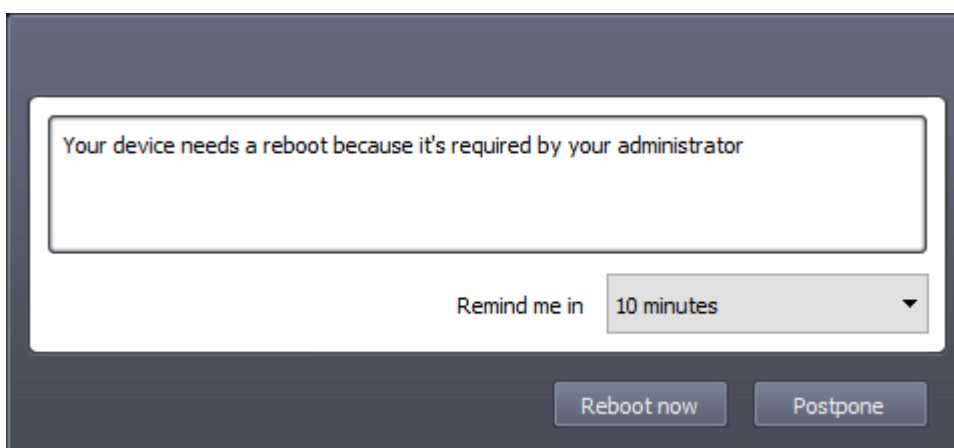 Your device needs a reboot because it's required by your administrator
Remind me in 10 minutes
Reboot now Postpone